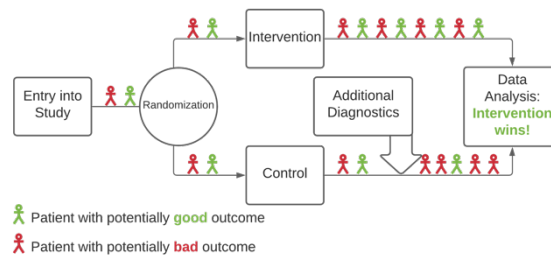 Entry into
Study
Randomization
Intervention
Control
Additional
Diagnostics
Data
Analysis:
Intervention
wins!
Patient with potentially good outcome
Patient with potentially bad outcome